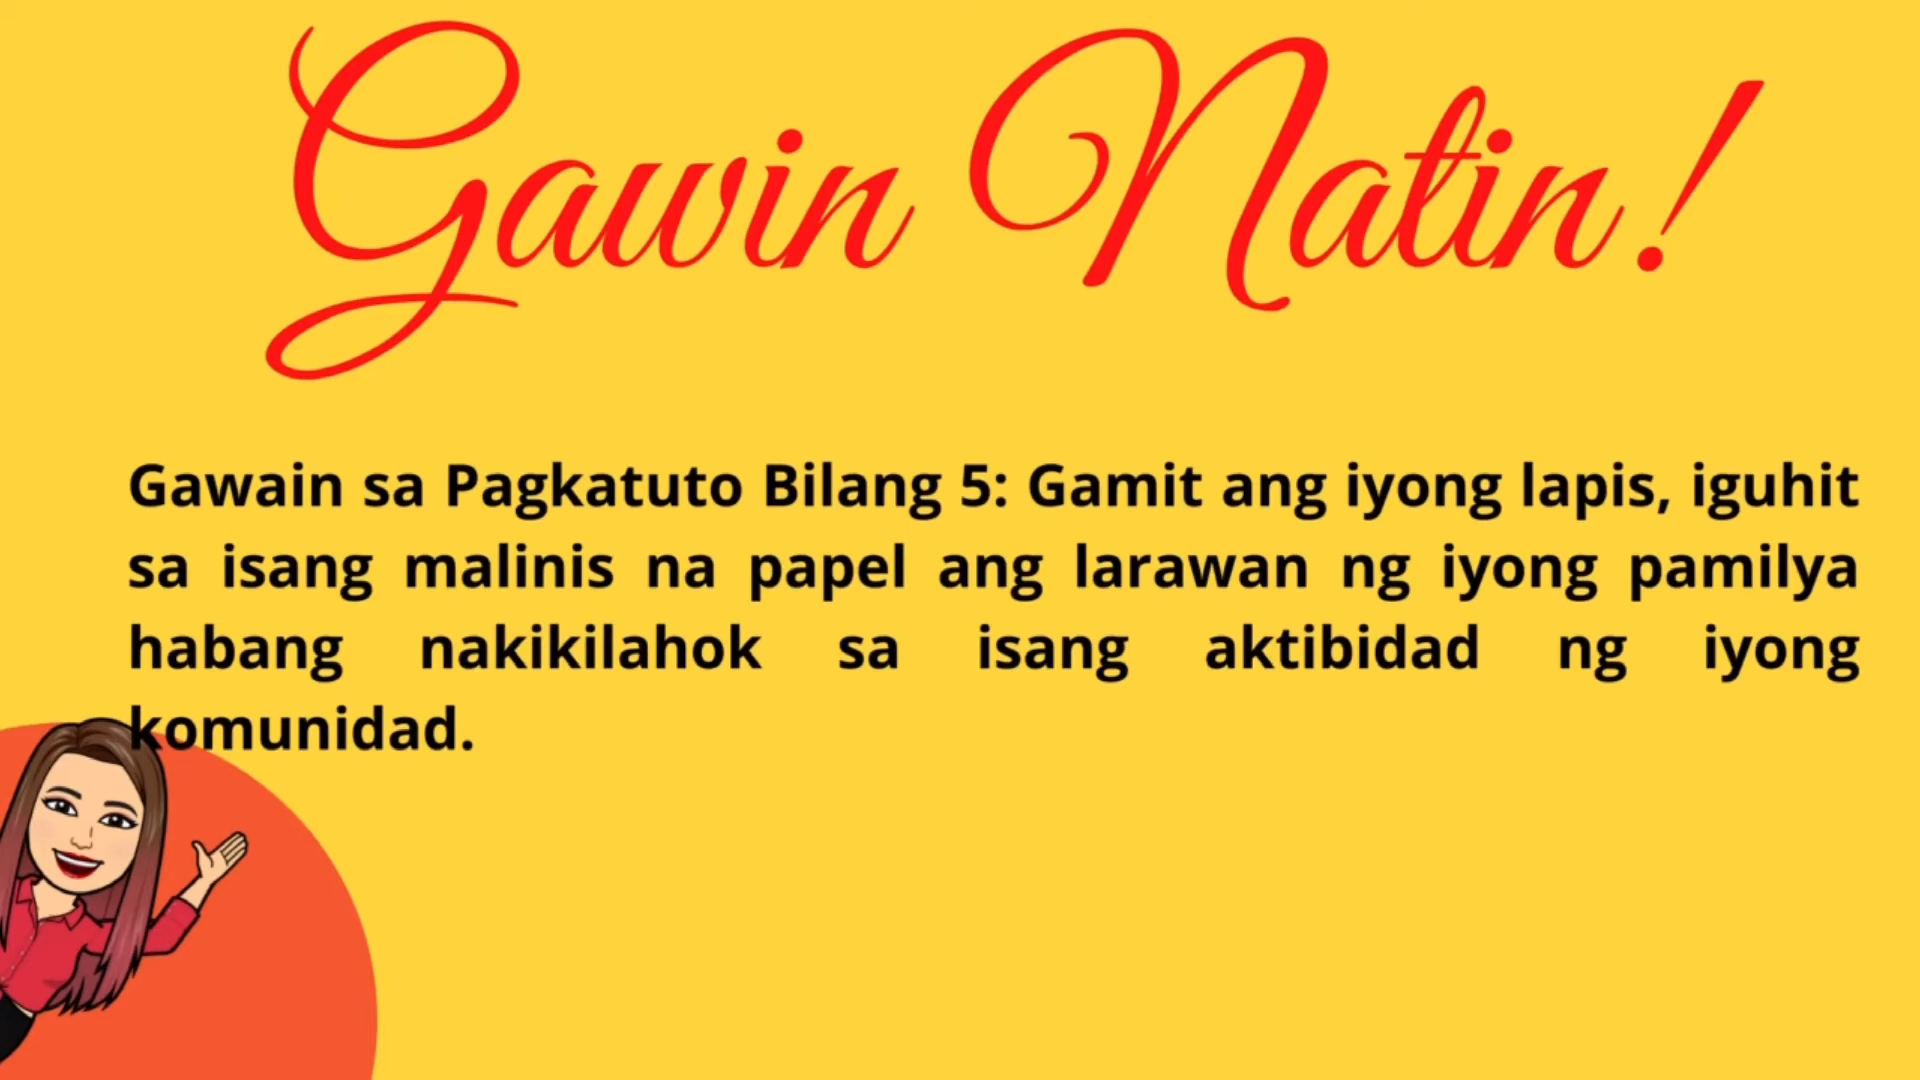 Gawin Natin!
Gawain sa Pagkatuto Bilang 5: Gamit ang iyong lapis, iguhit
sa isang malinis na papel ang larawan ng iyong pamilya
habang nakikilahok sa isang aktibidad ng iyong
komunidad.